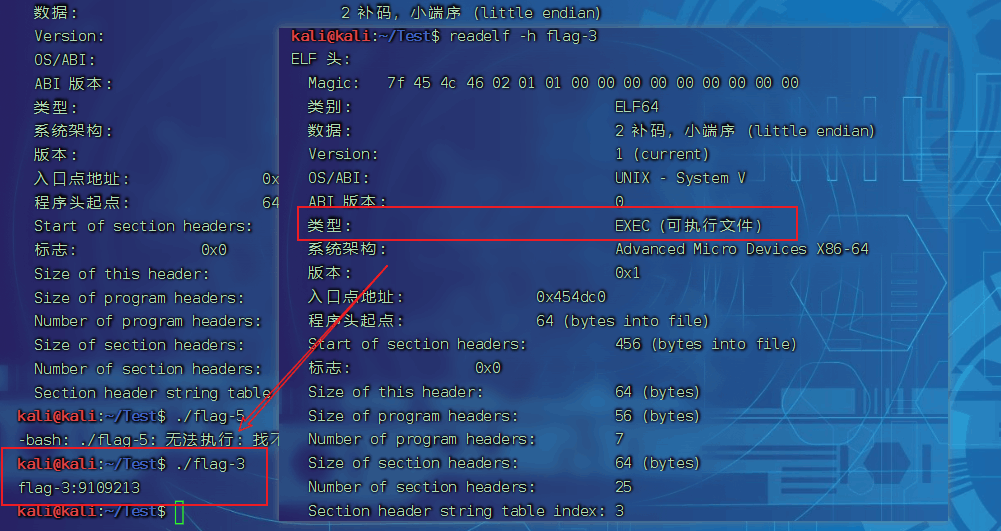 数据:                          2 补码，小端序 (little endian)
Version:
OS/ABI:
ABI 版本:
类型:
系统架构:
版本:
入口点地址:               0x
程序头起点:               64
Start of section headers:
标志:             0x0
Size of this header:
Size of program headers:
Number of program headers:
Size of section headers:
Number of section headers:
Section header string table
kali@kali:~/Test$ ./flag-5
-bash: ./flag-5: 无法执行: 找不
kali@kali:~/Test$ ./flag-3
flag-3:9109213
kali@kali:~/Test$
kali@kali:~/Test$ readelf -h flag-3
ELF 头:
Magic:   7f 45 4c 46 02 01 01 00 00 00 00 00 00 00 00 00
类别:                              ELF64
数据:                              2 补码，小端序 (little endian)
Version:                           1 (current)
OS/ABI:                            UNIX - System V
ABI 版本:                          0
类型:                              EXEC (可执行文件)
系统架构:                          Advanced Micro Devices X86-64
版本:                              0x1
入口点地址:               0x454dc0
程序头起点:               64 (bytes into file)
Start of section headers:          456 (bytes into file)
标志:             0x0
Size of this header:               64 (bytes)
Size of program headers:           56 (bytes)
Number of program headers:         7
Size of section headers:           64 (bytes)
Number of section headers:         25
Section header string table index: 3